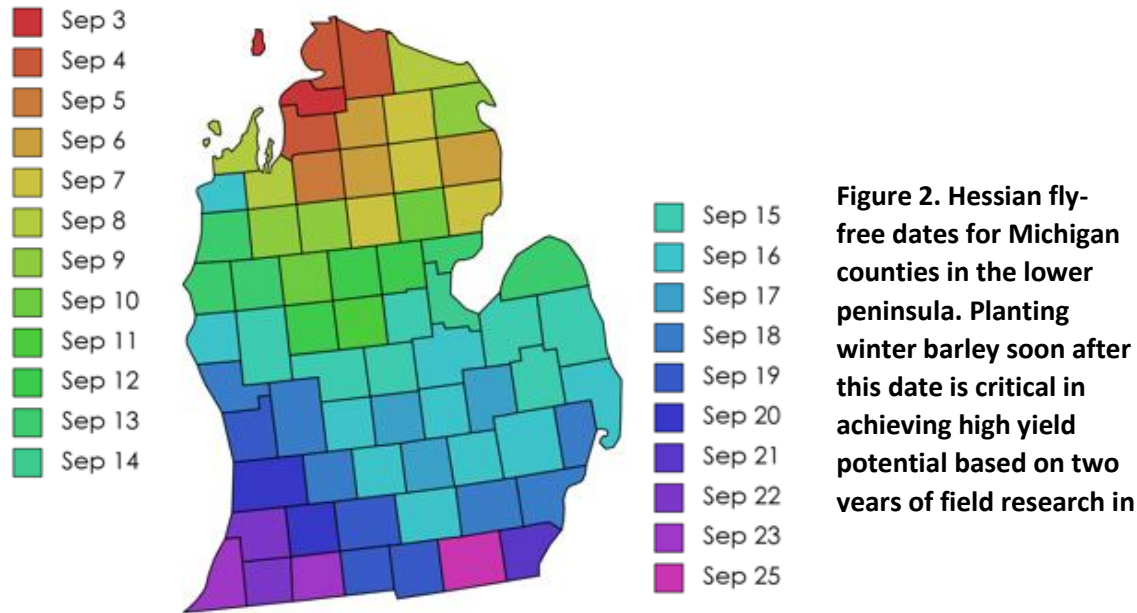 Sep 3
Sep 4
Sep 5
Sep 6
Sep 7
Sep 8
Sep 9
Sep 10
Sep 11
Sep 12
Sep 13
Sep 14
Sep 15
Sep 16
Sep 17
Sep 18
Sep 19
Sep 20
Sep 21
Sep 22
Sep 23
Sep 25
Figure 2. Hessian fly-
free dates for Michigan
counties in the lower
peninsula. Planting
winter barley soon after
this date is critical in
achieving high yield
potential based on two
years of field research in